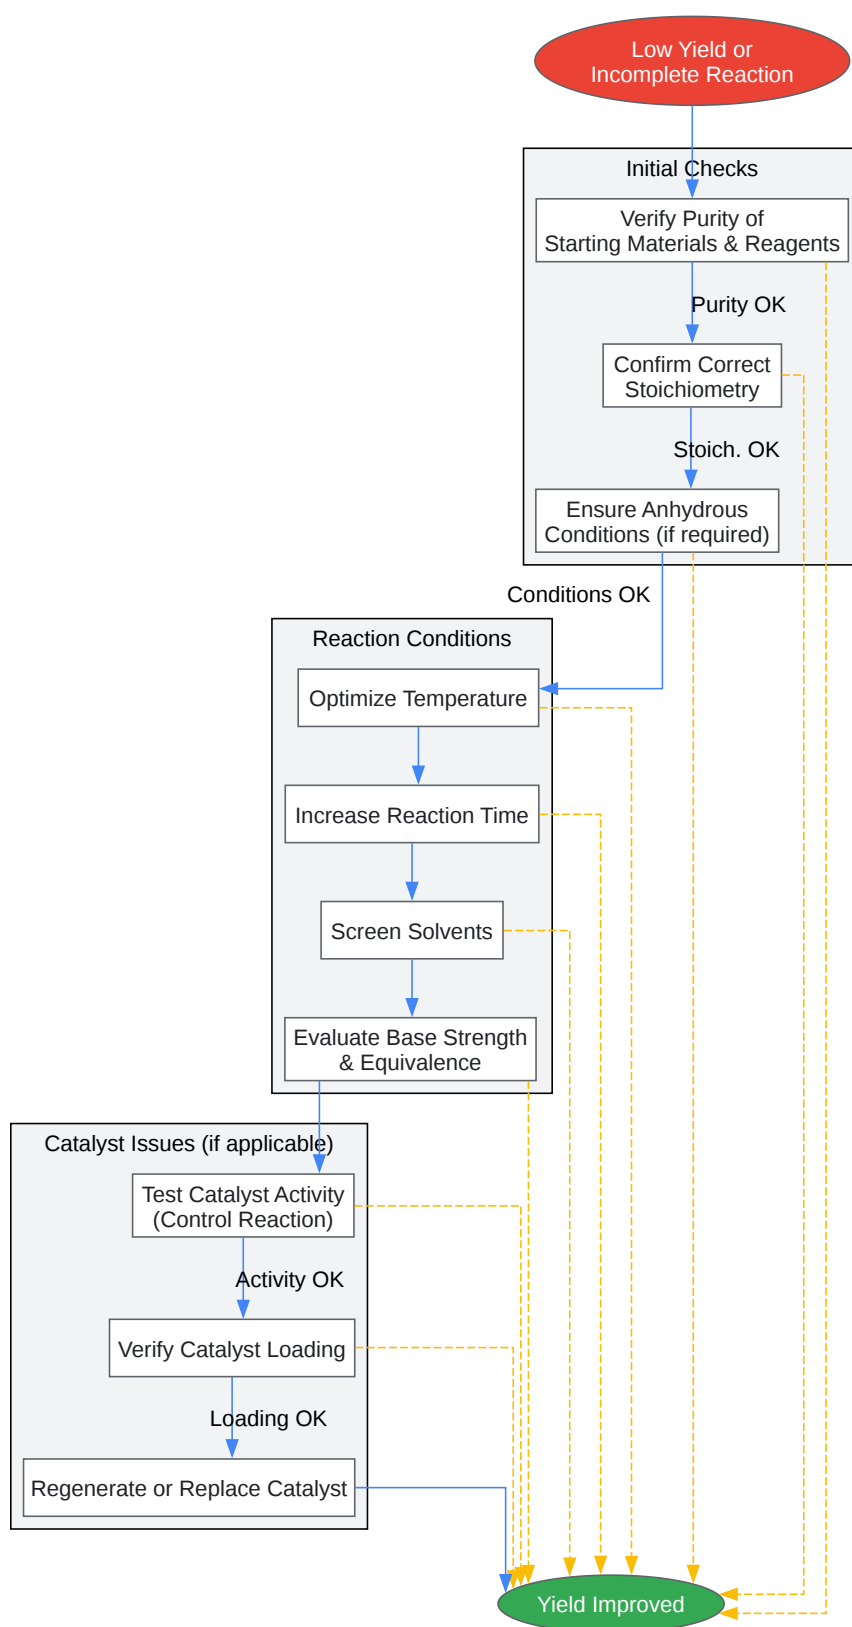 Low Yield or
Incomplete Reaction
Initial Checks
Verify Purity of
Starting Materials & Reagents
Purity OK
Confirm Correct
Stoichiometry
Stoich. OK
Ensure Anhydrous
Conditions (if required)
Conditions OK
Reaction Conditions
Optimize Temperature
Increase Reaction Time
Screen Solvents
Evaluate Base Strength
& Equivalence
Catalyst Issues (if applicable)
Test Catalyst Activity
(Control Reaction)
Activity OK
Verify Catalyst Loading
Loading OK
Regenerate or Replace Catalyst
Yield Improved